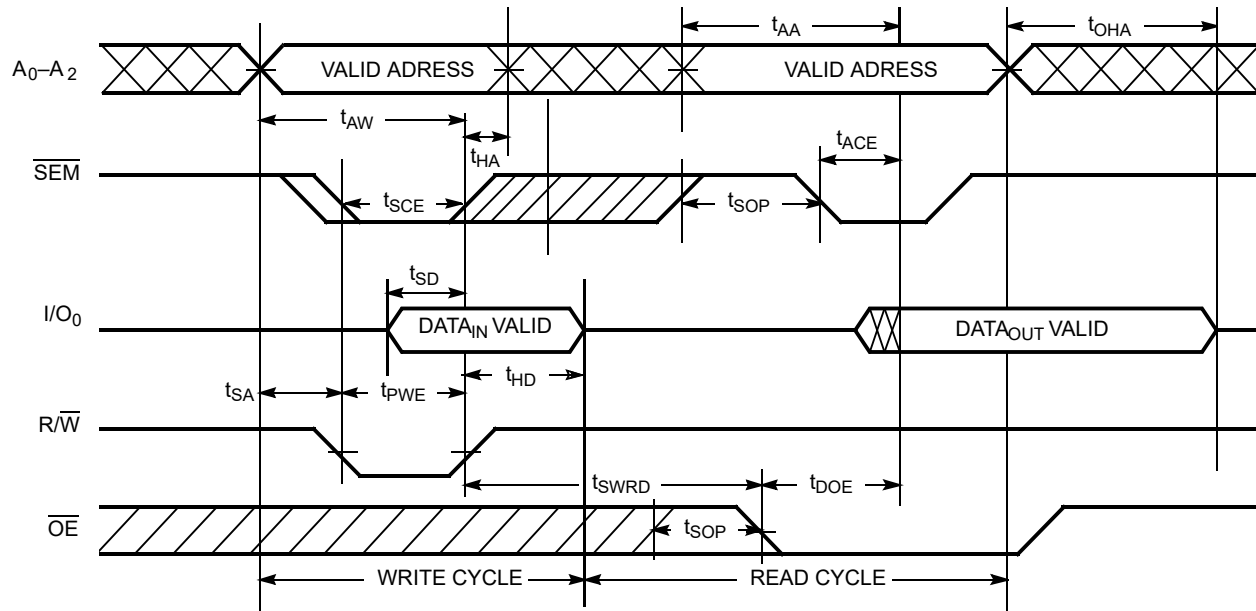 tAA
tOHA
A0–A2
VALID ADRESS
VALID ADRESS
tAW
tHA
tACE
SEM
tSCE
tSOP
tSD
I/O0
DATAIN VALID
DATAOUT VALID
tSA
tPWE
tHD
R/W
tSWRD
tDOE
OE
tSOP
WRITE CYCLE
READ CYCLE